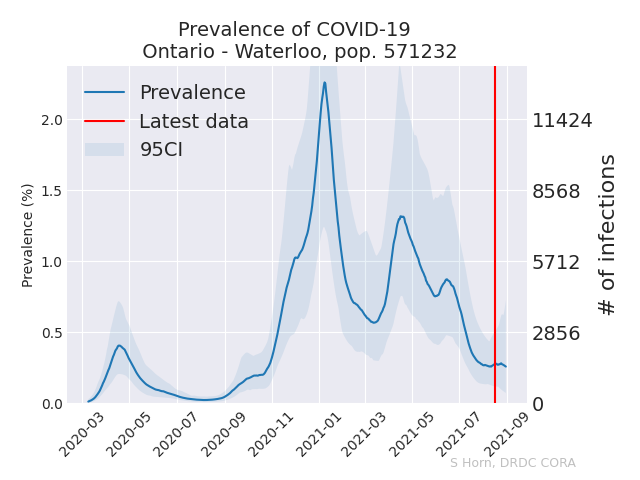 Prevalence of COVID-19
Ontario - Waterloo, pop. 571232
Prevalence
Latest data
95CI
Prevalence (%)
2.0
1.5
1.0
0.5
0.0
11424
8568
5712
2856
0
# of infections
2020-03
2020-05
2020-07
2020-09
2020-11
2021-01
2021-03
2021-05
2021-07
2021-09
S Horn, DRDC CORA